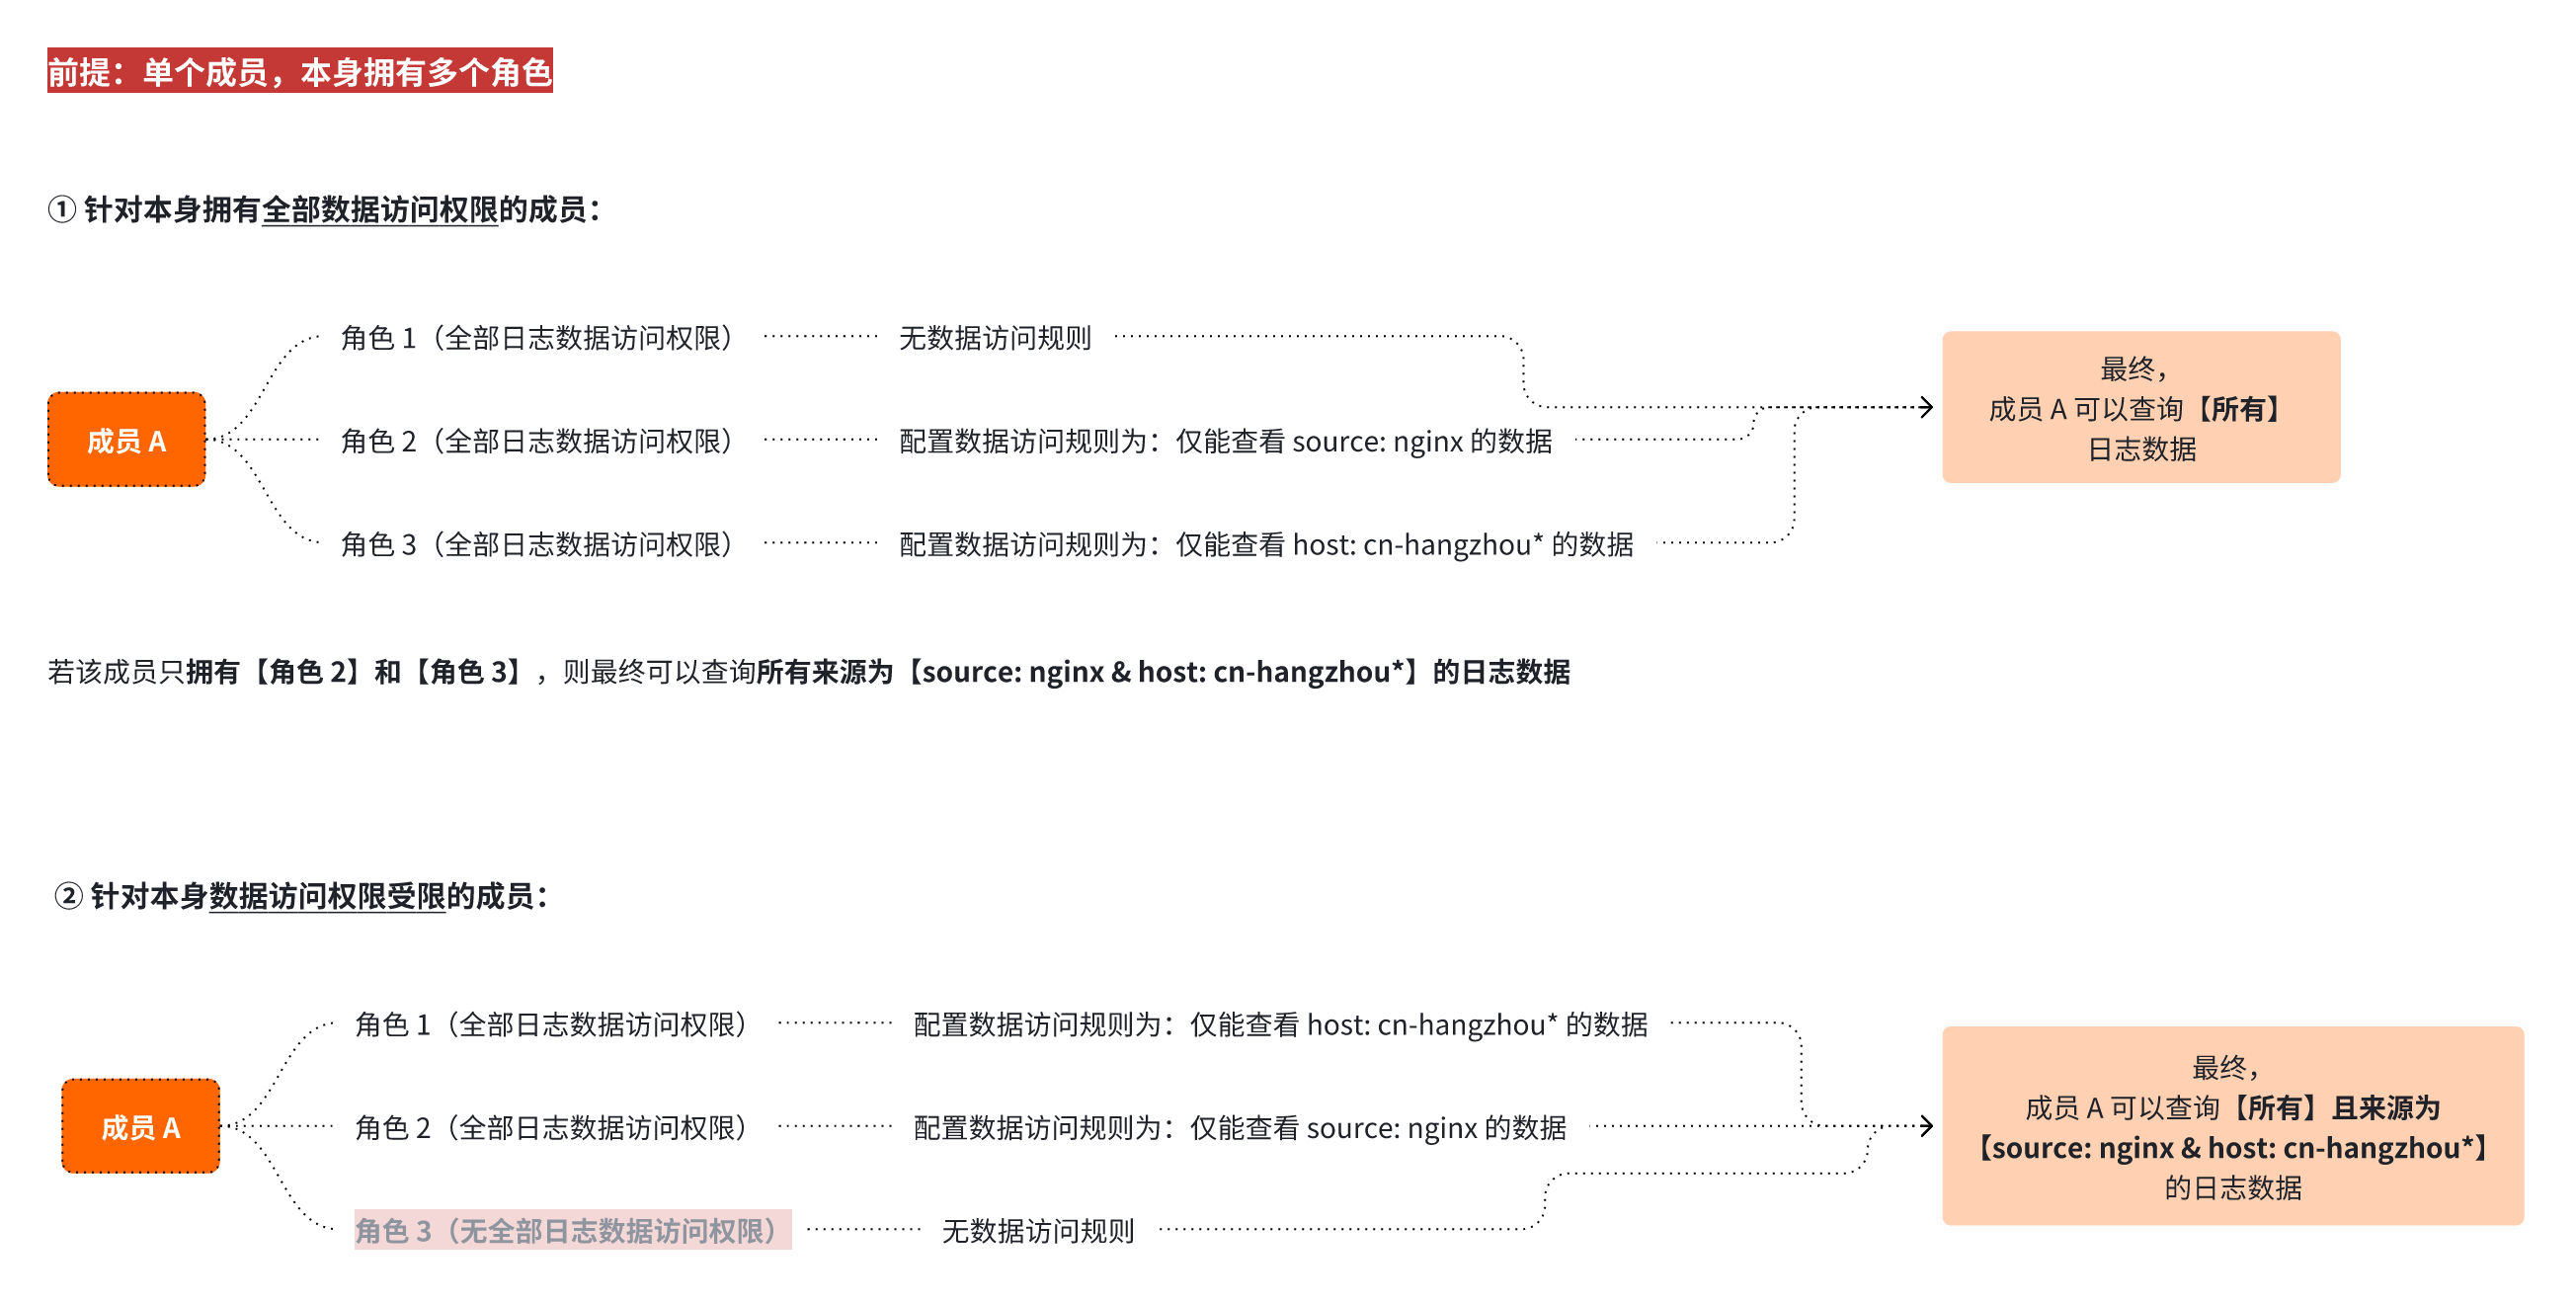 前提：单个成员，本身拥有多个角色
① 针对本身拥有全部数据访问权限的成员：
成员 A
角色 1（全部日志数据访问权限）
无数据访问规则
角色 2（全部日志数据访问权限）
配置数据访问规则为：仅能查看 source: nginx 的数据
角色 3（全部日志数据访问权限）
配置数据访问规则为：仅能查看 host: cn-hangzhou* 的数据
最终，
成员 A 可以查询【所有】
日志数据
若该成员只拥有【角色 2】和【角色 3】，则最终可以查询所有来源为【source: nginx & host: cn-hangzhou*】的日志数据
② 针对本身数据访问权限受限的成员：
成员 A
角色 1（全部日志数据访问权限）
配置数据访问规则为：仅能查看 host: cn-hangzhou* 的数据
角色 2（全部日志数据访问权限）
配置数据访问规则为：仅能查看 source: nginx 的数据
角色 3（无全部日志数据访问权限）
无数据访问规则
最终，
成员 A 可以查询【所有】且来源为
【source: nginx & host: cn-hangzhou*】
的日志数据